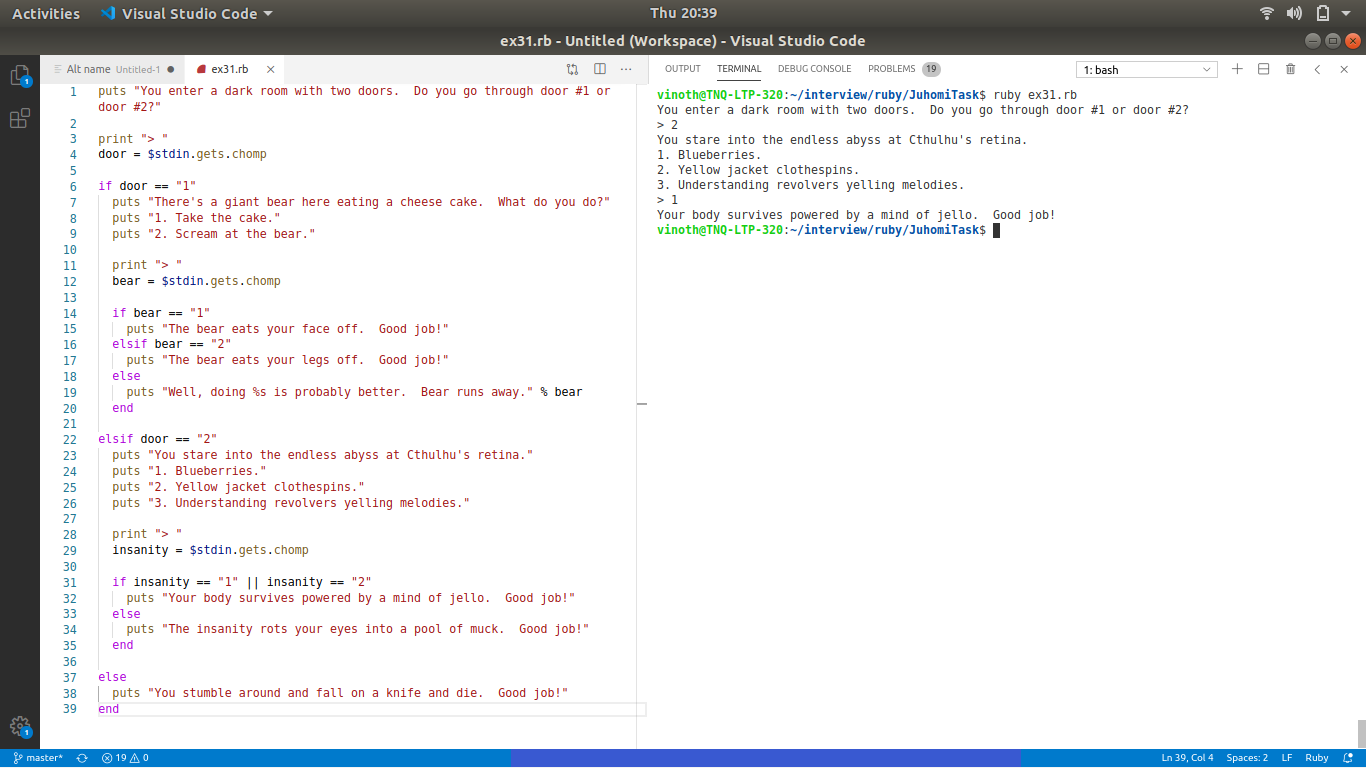 Activities Visual Studio Code Thu 20:39
ex31.rb - Untitled (Workspace) - Visual Studio Code
Alt name Untitled-1 ex31.rb
1 puts "You enter a dark room with two doors.  Do you go through door #1 or
door #2?"
2
3 print "> "
4 door = $stdin.gets.chomp
5
6 if door == "1"
7   puts "There's a giant bear here eating a cheese cake.  What do you do?"
8   puts "1. Take the cake."
9   puts "2. Scream at the bear."
10
11   print "> "
12   bear = $stdin.gets.chomp
13
14   if bear == "1"
15     puts "The bear eats your face off.  Good job!"
16   elsif bear == "2"
17     puts "The bear eats your legs off.  Good job!"
18   else
19     puts "Well, doing %s is probably better.  Bear runs away." % bear
20   end
21
22 elsif door == "2"
23   puts "You stare into the endless abyss at Cthulhu's retina."
24   puts "1. Blueberries."
25   puts "2. Yellow jacket clothespins."
26   puts "3. Understanding revolvers yelling melodies."
27
28   print "> "
29   insanity = $stdin.gets.chomp
30
31   if insanity == "1" || insanity == "2"
32     puts "Your body survives powered by a mind of jello.  Good job!"
33   else
34     puts "The insanity rots your eyes into a pool of muck.  Good job!"
35   end
36
37 else
38   puts "You stumble around and fall on a knife and die.  Good job!"
39 end
OUTPUT TERMINAL DEBUG CONSOLE PROBLEMS 19 1: bash
vinoth@TNQ-LTP-320:~/interview/ruby/JuhomiTask$ ruby ex31.rb
You enter a dark room with two doors.  Do you go through door #1 or door #2?
> 2
You stare into the endless abyss at Cthulhu's retina.
1. Blueberries.
2. Yellow jacket clothespins.
3. Understanding revolvers yelling melodies.
> 1
Your body survives powered by a mind of jello.  Good job!
vinoth@TNQ-LTP-320:~/interview/ruby/JuhomiTask$
1
1
master* 19 0 Ln 39, Col 4 Spaces: 2 LF Ruby